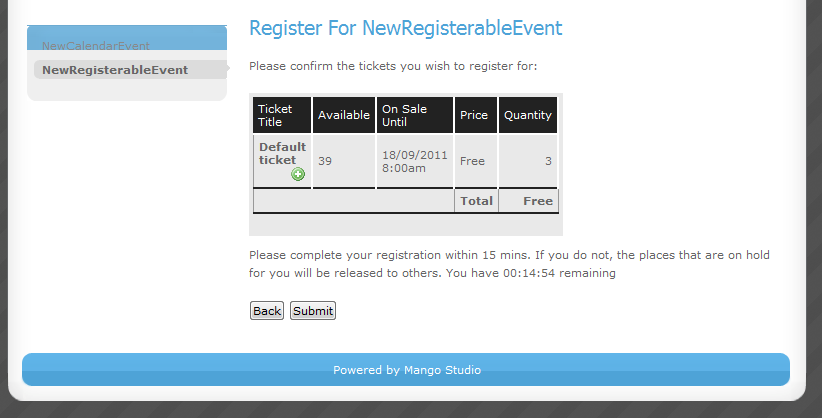 Register For NewRegisterableEvent
NewCalendarEvent
NewRegisterableEvent
Please confirm the tickets you wish to register for:
Ticket Title Available On Sale Until Price Quantity
Default ticket 39 18/09/2011 8:00am Free 3
Total Free
Please complete your registration within 15 mins. If you do not, the places that are on hold
for you will be released to others. You have 00:14:54 remaining
Back Submit
Powered by Mango Studio